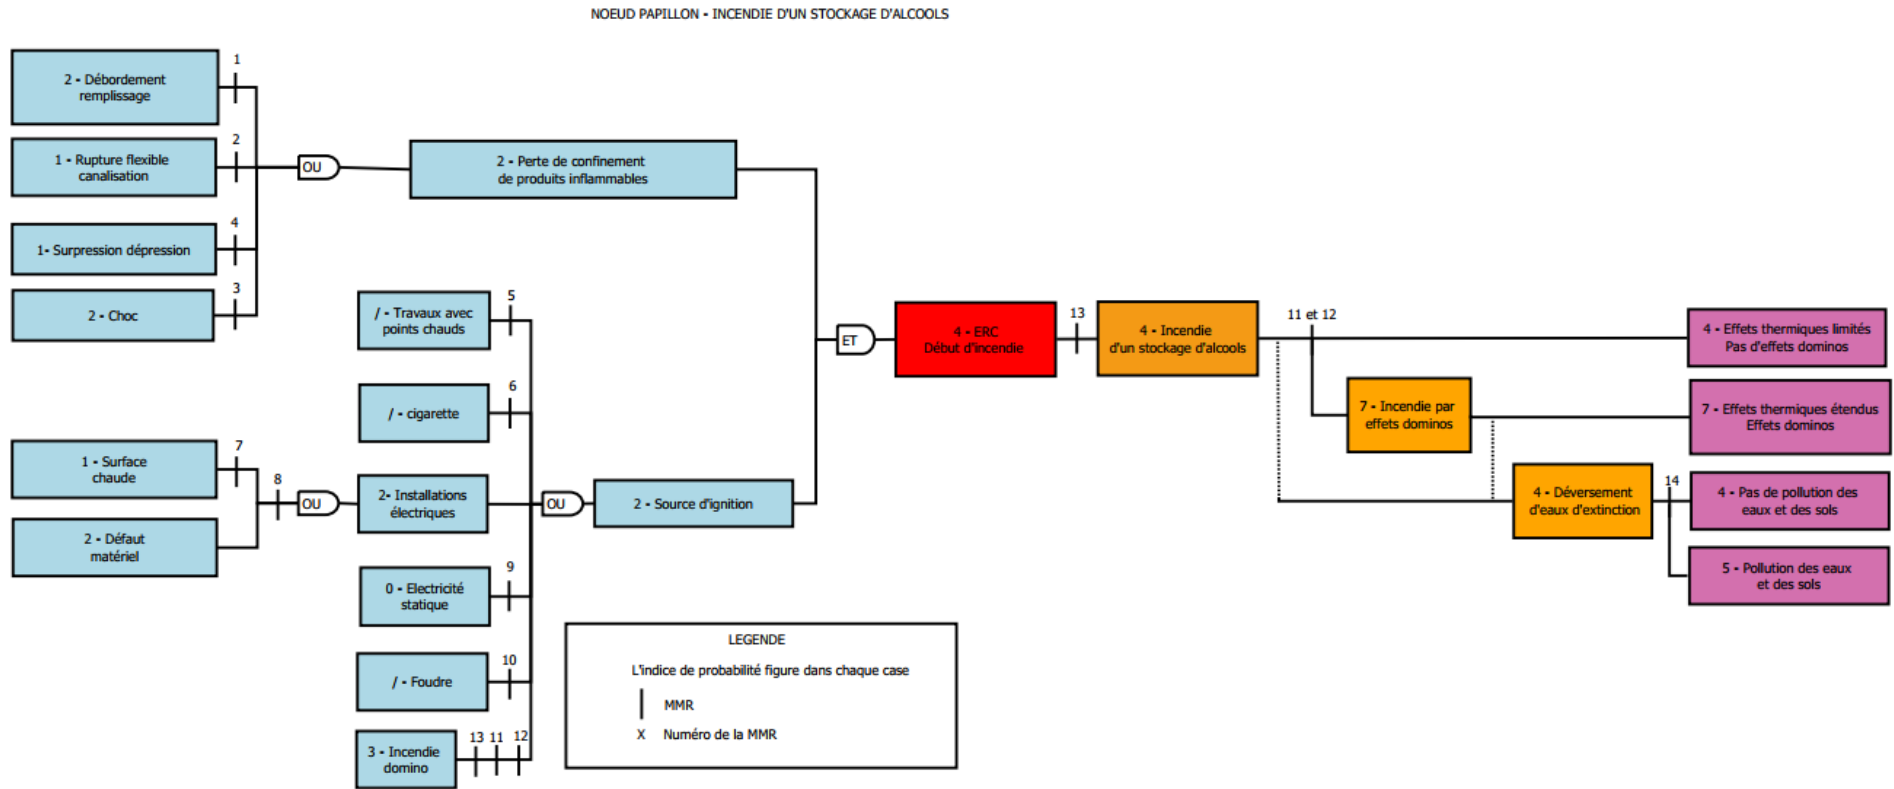 NOEUD PAPILLON - INCENDIE D'UN STOCKAGE D'ALCOOLS
2 - Débordement
remplissage
1
1 - Rupture flexible
canalisation
2
OU
2 - Perte de confinement
de produits inflammables
1- Surpression dépression
4
2 - Choc
3
/ - Travaux avec
points chauds
5
/ - cigarette
6
1 - Surface
chaude
7
8
2 - Défaut
matériel
OU
2- Installations
électriques
OU
2 - Source d'ignition
0 - Electricité
statique
9
/ - Foudre
10
3 - Incendie
domino
13 11 12
ET
4 - ERC
Début d'incendie
13
4 - Incendie
d'un stockage d'alcools
11 et 12
4 - Effets thermiques limités
Pas d'effets dominos
7 - Incendie par
effets dominos
7 - Effets thermiques étendus
Effets dominos
4 - Déversement
d'eaux d'extinction
14
4 - Pas de pollution des
eaux et des sols
5 - Pollution des eaux
et des sols
LEGENDE
L'indice de probabilité figure dans chaque case
MMR
X Numéro de la MMR